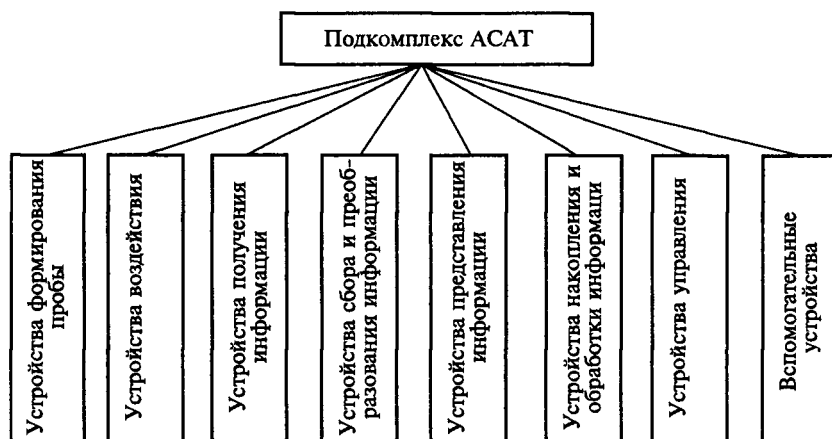 Подкомплекс АСАТ
Устройства формирования
пробы
Устройства воздействия
Устройства получения
информации
Устройства сбора и преоб-
разования информации
Устройства представления
информации
Устройства накопления и
обработки информаци
Устройства управления
Вспомогательные
устройства